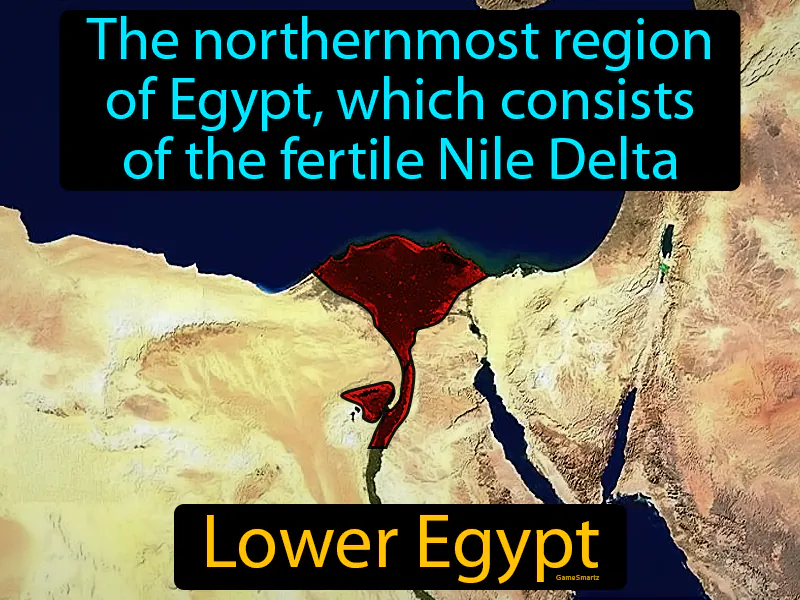 The northernmost region
of Egypt, which consists
of the fertile Nile Delta
Lower Egypt
GameSmartz